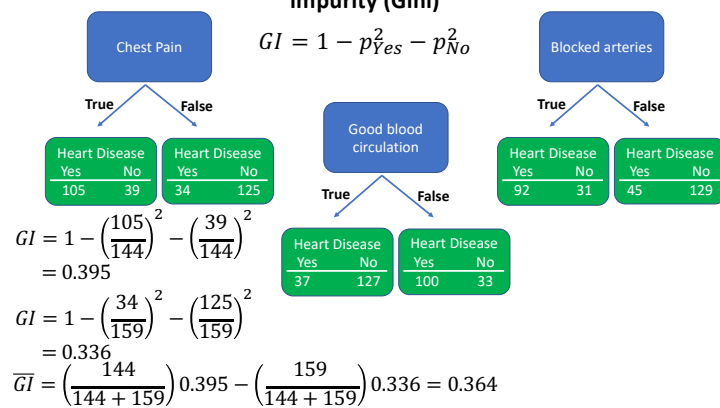 Impurity (Gini)
GI = 1 − p²_Yes − p²_No
Chest Pain
True False
Heart Disease
Yes No
105 39
Heart Disease
Yes No
34 125
Good blood
circulation
True False
Heart Disease
Yes No
37 127
Heart Disease
Yes No
100 33
Blocked arteries
True False
Heart Disease
Yes No
92 31
Heart Disease
Yes No
45 129
GI = 1 − (105/144)² − (39/144)²
= 0.395
GI = 1 − (34/159)² − (125/159)²
= 0.336
G̅I̅ = (144/(144 + 159)) 0.395 − (159/(144 + 159)) 0.336 = 0.364